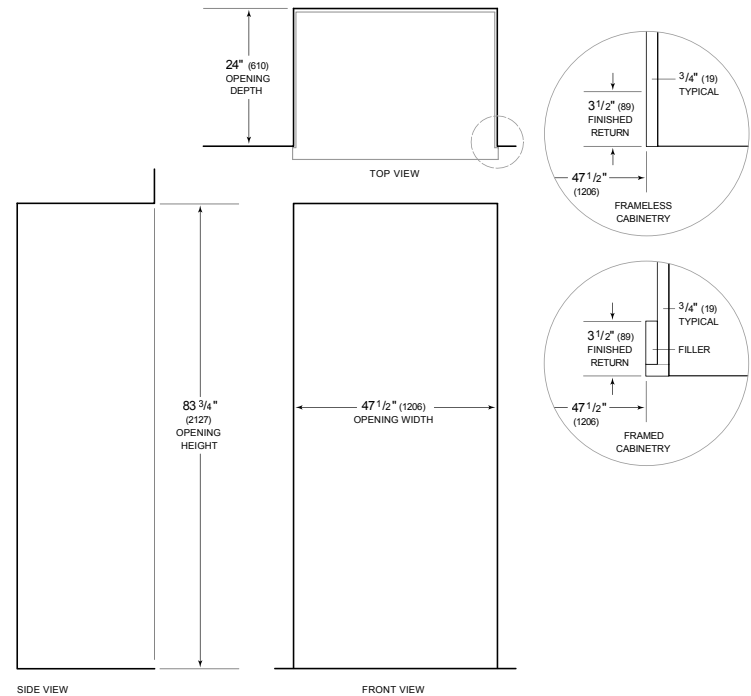 24" (610)
OPENING
DEPTH
TOP VIEW
3/4" (19)
TYPICAL
3 1/2" (89)
FINISHED
RETURN
47 1/2"
(1206)
FRAMELESS
CABINETRY
3/4" (19)
TYPICAL
3 1/2" (89)
FINISHED
RETURN
FILLER
47 1/2"
(1206)
FRAMED
CABINETRY
83 3/4"
(2127)
OPENING
HEIGHT
47 1/2" (1206)
OPENING WIDTH
SIDE VIEW
FRONT VIEW